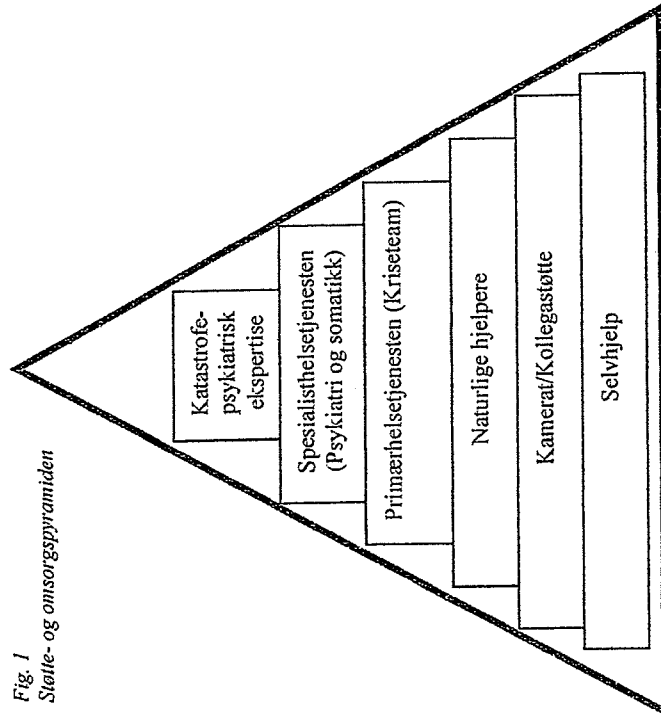 Fig. 1
Støtte- og omsorgspyramiden
Katastrofe-
psykiatrisk
ekspertise
Spesialisthelsetjenesten
(Psykiatri og somatikk)
Primærhelsetjenesten (Kriseteam)
Naturlige hjelpere
Kamerat/Kollegastøtte
Selvhjelp